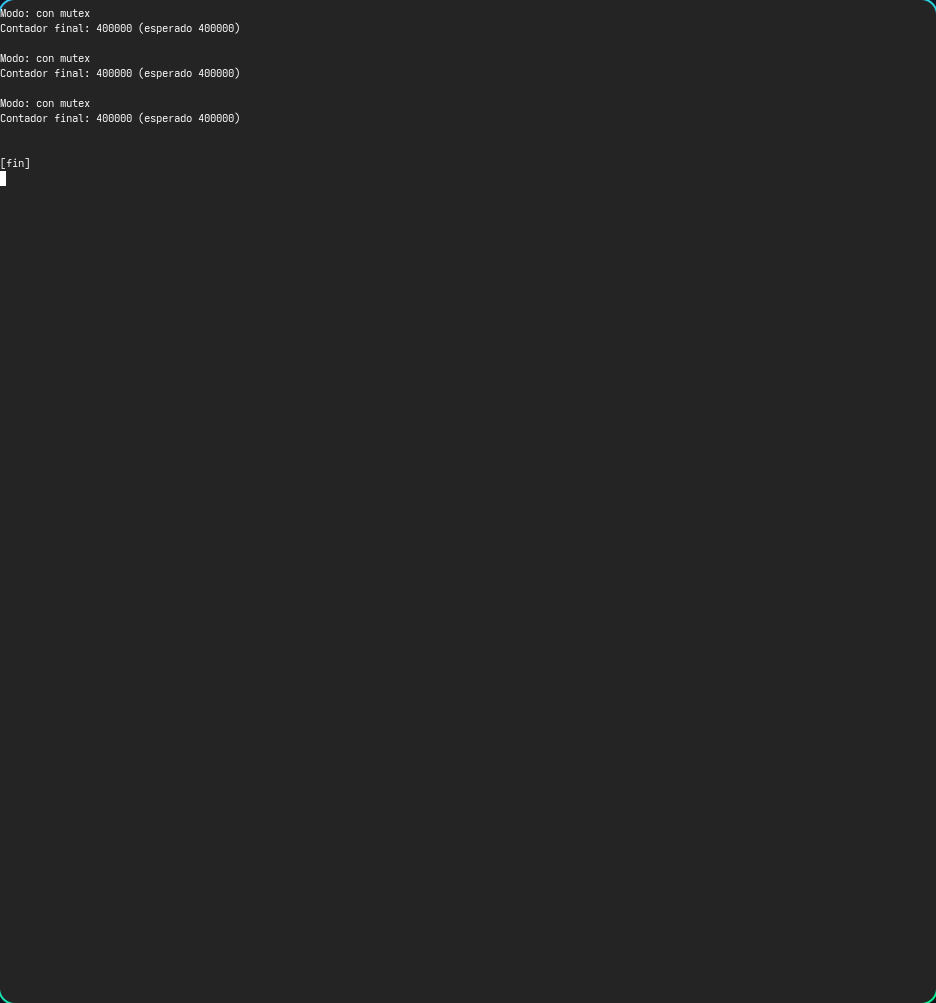 Modo: con mutex
Contador final: 400000 (esperado 400000)
Modo: con mutex
Contador final: 400000 (esperado 400000)
Modo: con mutex
Contador final: 400000 (esperado 400000)
[fin]